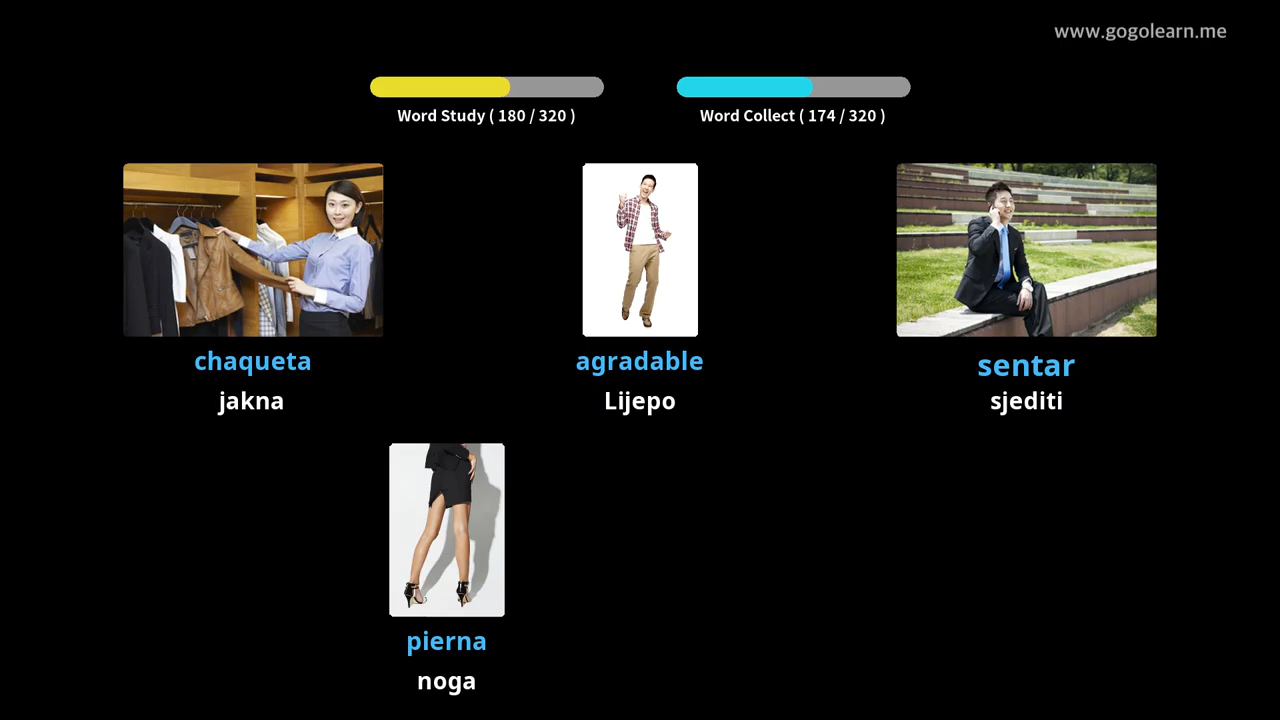 www.gogolearn.me
Word Study ( 180 / 320 )
Word Collect ( 174 / 320 )
chaqueta
jakna
agradable
Lijepo
sentar
sjediti
pierna
noga